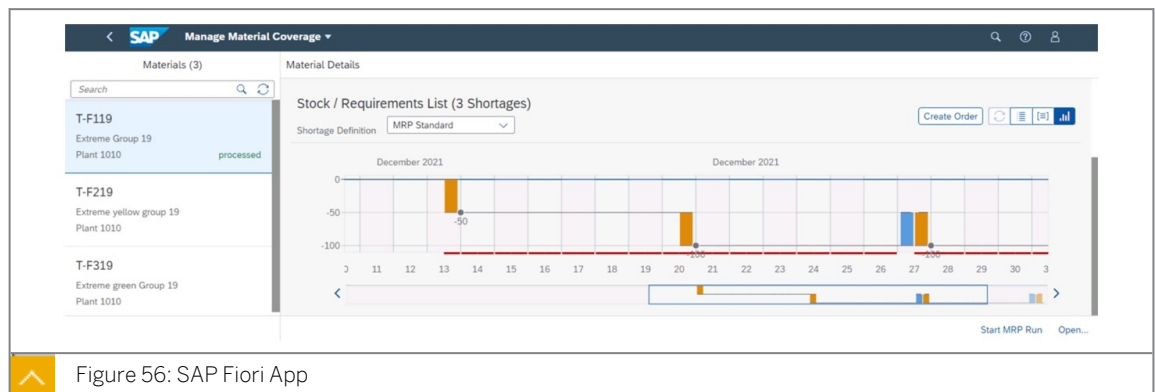 SAP Manage Material Coverage
Materials (3)
Material Details
Search
T-F119
Extreme Group 19
Plant 1010 processed
T-F219
Extreme yellow group 19
Plant 1010
T-F319
Extreme green Group 19
Plant 1010
Stock / Requirements List (3 Shortages)
Shortage Definition MRP Standard
Create Order
December 2021 December 2021
0
-50
-100
-50
-100
-100
11 12 13 14 15 16 17 18 19 20 21 22 23 24 25 26 27 28 29 30 3
Start MRP Run Open...
Figure 56: SAP Fiori App